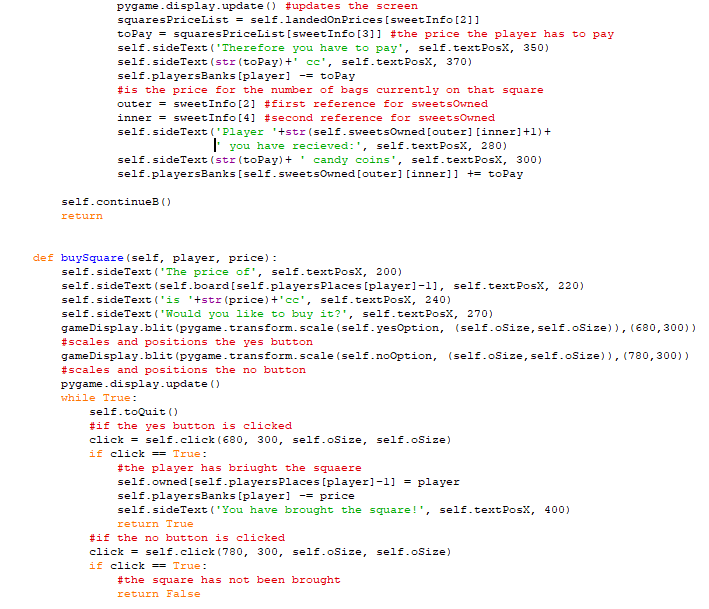 pygame.display.update() #updates the screen
squaresPriceList = self.landedOnPrices[sweetInfo[2]]
toPay = squaresPriceList[sweetInfo[3]] #the price the player has to pay
self.sideText('Therefore you have to pay', self.textPosX, 350)
self.sideText(str(toPay)+' cc', self.textPosX, 370)
self.playersBanks[player] -= toPay
#is the price for the number of bags currently on that square
outer = sweetInfo[2] #first reference for sweetsOwned
inner = sweetInfo[4] #second reference for sweetsOwned
self.sideText('Player '+str(self.sweetsOwned[outer][inner]+1)+
' you have recieved:', self.textPosX, 280)
self.sideText(str(toPay)+ ' candy coins', self.textPosX, 300)
self.playersBanks[self.sweetsOwned[outer][inner]] += toPay
self.continueB()
return
def buySquare(self, player, price):
self.sideText('The price of', self.textPosX, 200)
self.sideText(self.board[self.playersPlaces[player]-1], self.textPosX, 220)
self.sideText('is '+str(price)+'cc', self.textPosX, 240)
self.sideText('Would you like to buy it?', self.textPosX, 270)
gameDisplay.blit(pygame.transform.scale(self.yesOption, (self.oSize,self.oSize)),(680,300))
#scales and positions the yes button
gameDisplay.blit(pygame.transform.scale(self.noOption, (self.oSize,self.oSize)),(780,300))
#scales and positions the no button
pygame.display.update()
while True:
self.toQuit()
#if the yes button is clicked
click = self.click(680, 300, self.oSize, self.oSize)
if click == True:
#the player has briught the squaere
self.owned[self.playersPlaces[player]-1] = player
self.playersBanks[player] -= price
self.sideText('You have brought the square!', self.textPosX, 400)
return True
#if the no button is clicked
click = self.click(780, 300, self.oSize, self.oSize)
if click == True:
#the square has not been brought
return False